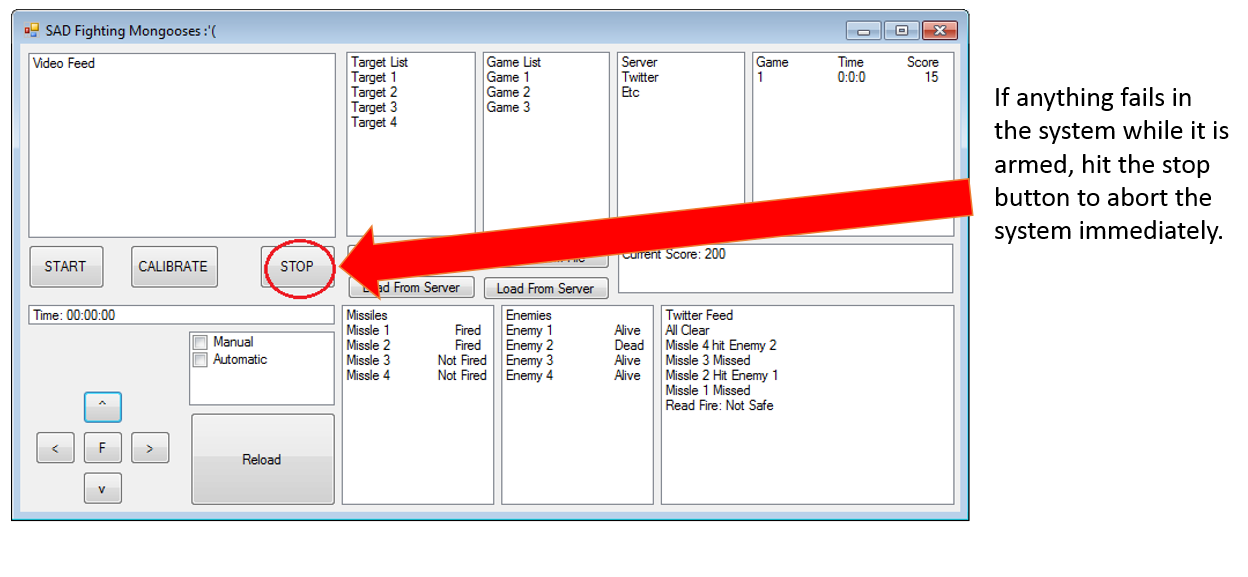 SAD Fighting Mongooses :'(
Video Feed
Target List
Target 1
Target 2
Target 3
Target 4
Game List
Game 1
Game 2
Game 3
Server
Twitter
Etc
Game Time Score
1 0:0:0 15
If anything fails in
the system while it is
armed, hit the stop
button to abort the
system immediately.
START
CALIBRATE
STOP
Current Score: 200
From Server
Load From Server
Time: 00:00:00
Manual
Automatic
^
< F >
v
Reload
Missiles
Missle 1 Fired
Missle 2 Fired
Missle 3 Not Fired
Missle 4 Not Fired
Enemies
Enemy 1 Alive
Enemy 2 Dead
Enemy 3 Alive
Enemy 4 Alive
Twitter Feed
All Clear
Missle 4 hit Enemy 2
Missle 3 Missed
Missle 2 Hit Enemy 1
Missle 1 Missed
Read Fire: Not Safe